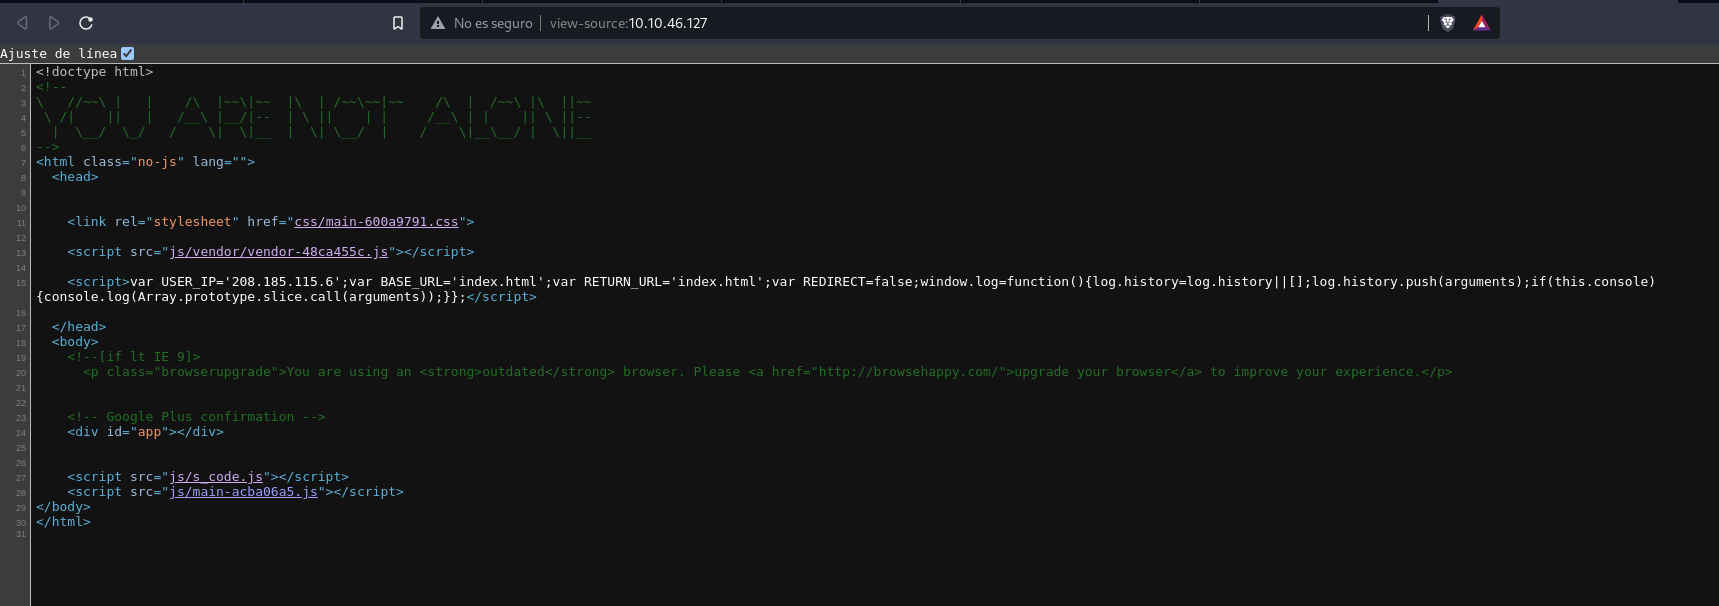 No es seguro | view-source:10.10.46.127
Ajuste de línea
1 <!doctype html>
2 <!--
3 \   //~~\ |   |    /\  |~~\|~~  |\  | /~~\~~|~~    /\  |  /~~\ |\  ||~~
4  \ /|    ||   |   /__\ |__/|--  | \ ||    | |     /__\ | |    || \ ||--
5   |  \__/  \_/   /    \|  \|__  |  \| \__/  |    /    \|__\__/ |  \||__
6 -->
7 <html class="no-js" lang="">
8   <head>
9
10
11     <link rel="stylesheet" href="css/main-600a9791.css">
12
13     <script src="js/vendor/vendor-48ca455c.js"></script>
14
15     <script>var USER_IP='208.185.115.6';var BASE_URL='index.html';var RETURN_URL='index.html';var REDIRECT=false;window.log=function(){log.history=log.history||[];log.history.push(arguments);if(this.console)
{console.log(Array.prototype.slice.call(arguments));}};</script>
16
17   </head>
18   <body>
19     <!--[if lt IE 9]>
20       <p class="browserupgrade">You are using an <strong>outdated</strong> browser. Please <a href="http://browsehappy.com/">upgrade your browser</a> to improve your experience.</p>
21
22
23     <!-- Google Plus confirmation -->
24     <div id="app"></div>
25
26
27     <script src="js/s_code.js"></script>
28     <script src="js/main-acba06a5.js"></script>
29 </body>
30 </html>
31